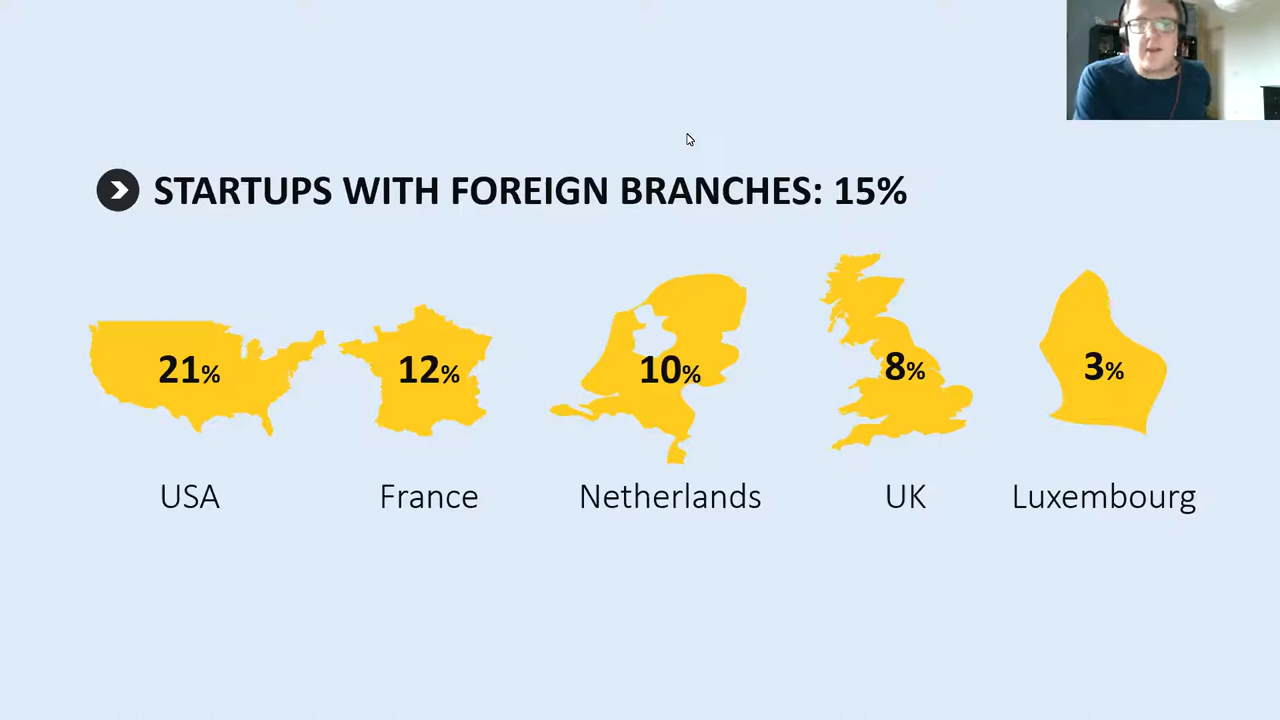 STARTUPS WITH FOREIGN BRANCHES: 15%
21%
12%
10%
8%
3%
USA
France
Netherlands
UK
Luxembourg